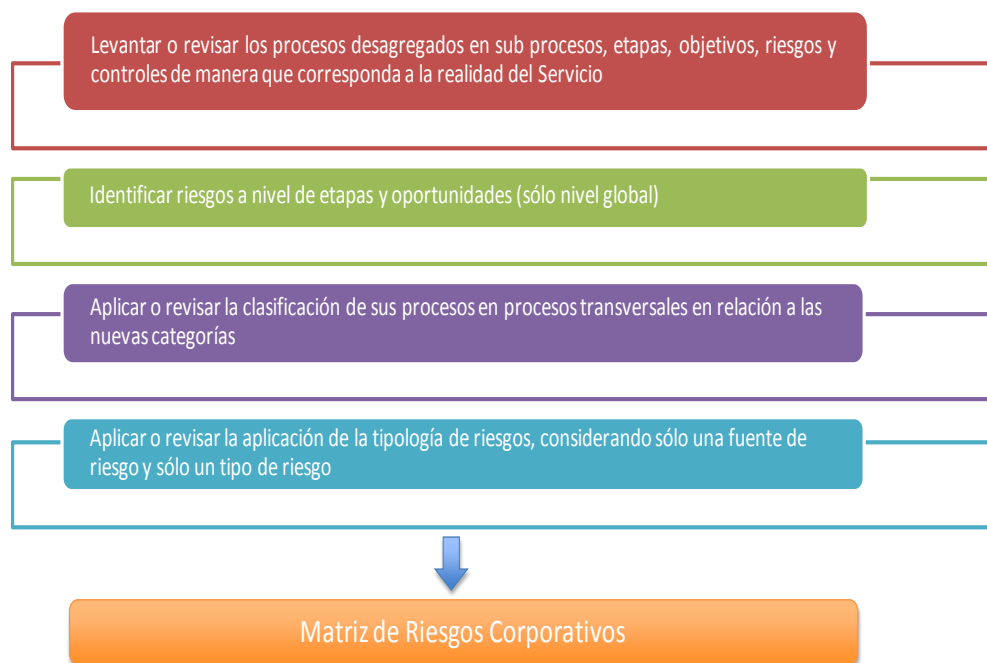 Levantar o revisar los procesos desagregados en sub procesos, etapas, objetivos, riesgos y
controles de manera que corresponda a la realidad del Servicio
Identificar riesgos a nivel de etapas y oportunidades (sólo nivel global)
Aplicar o revisar la clasificación de sus procesos en procesos transversales en relación a las
nuevas categorías
Aplicar o revisar la aplicación de la tipología de riesgos, considerando sólo una fuente de
riesgo y sólo un tipo de riesgo
Matriz de Riesgos Corporativos